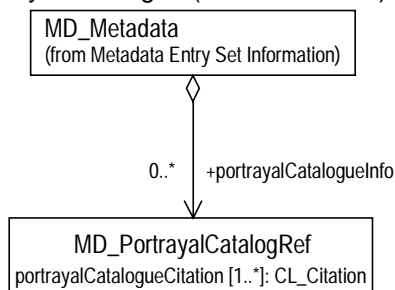 MD_Metadata
(from Metadata Entry Set Information)
0..*
+portrayalCatalogueInfo
MD_PortrayalCatalogRef
portrayalCatalogueCitation [1..*]: CL_Citation